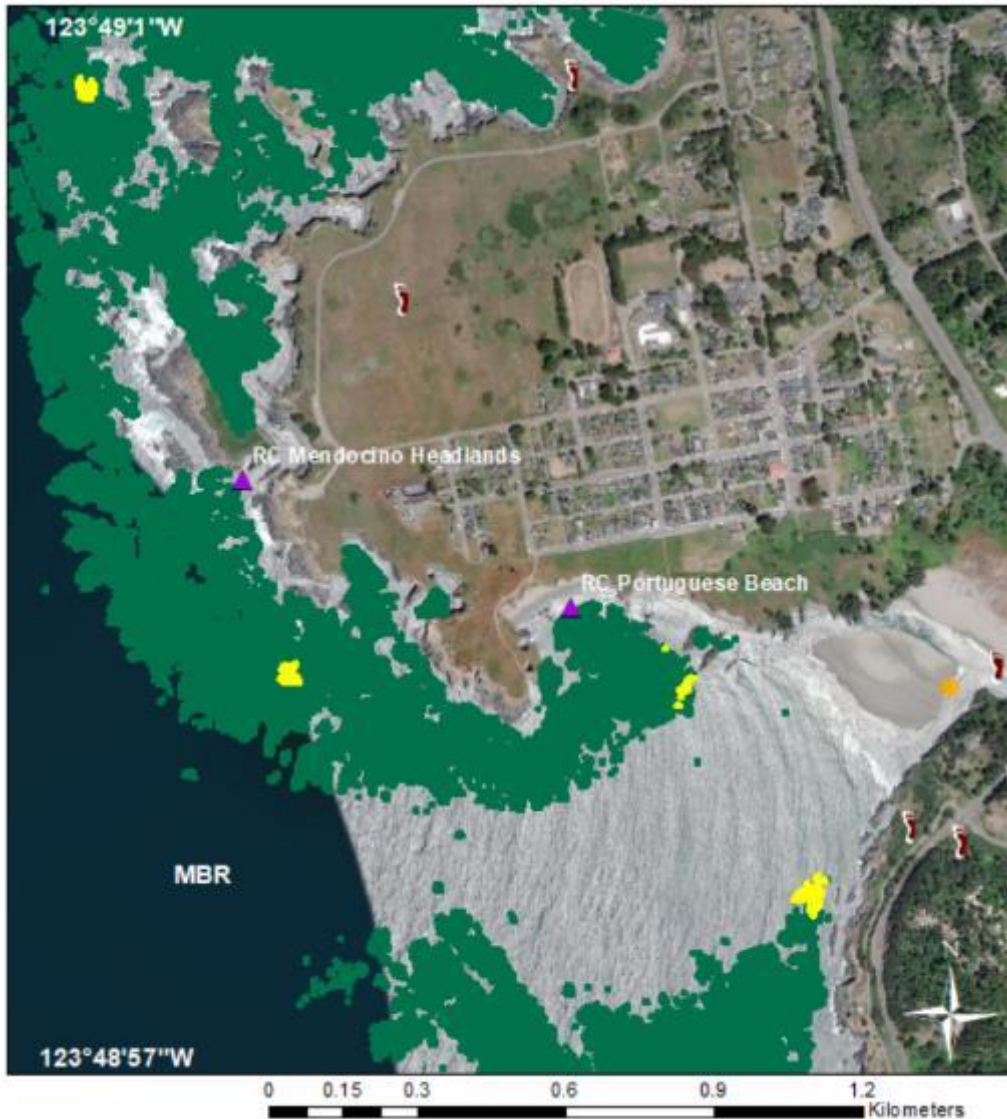 123°49'1"W
RC Mendocino Headlands
RC Portuguese Beach
MBR
N
123°48'57"W
0 0.15 0.3 0.6 0.9 1.2
Kilometers